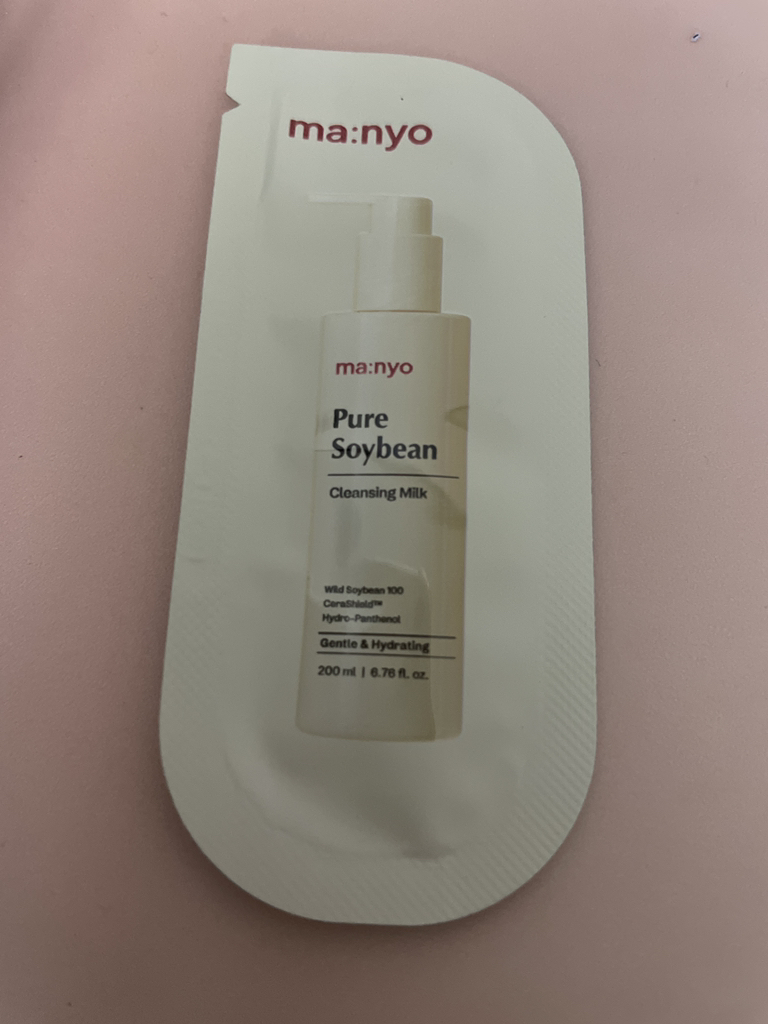 ma:nyo
ma:nyo
Pure
Soybean
Cleansing Milk
Wild Soybean 100
CeraShield™
Hydro-Panthenol
Gentle & Hydrating
200 ml | 6.76 fl. oz.